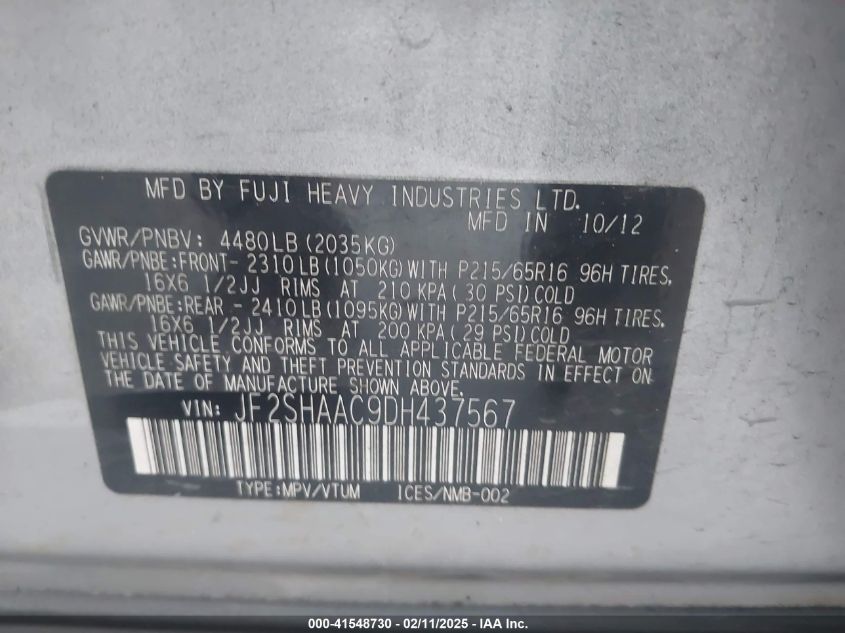 MFD BY FUJI HEAVY INDUSTRIES LTD.
MFD IN 10/12
GVWR/PNBV: 4480LB(2035KG)
GAWR/PNBE:FRONT- 2310LB(1050KG)WITH P215/65R16 96H TIRES,
16X6 1/2JJ RIMS AT 210 KPA(30 PSI)COLD
GAWR/PNBE:REAR - 2410LB(1095KG)WITH P215/65R16 96H TIRES,
16X6 1/2JJ RIMS AT 200 KPA(29 PSI)COLD
THIS VEHICLE CONFORMS TO ALL APPLICABLE FEDERAL MOTOR
VEHICLE SAFETY AND THEFT PREVENTION STANDARDS IN EFFECT ON
THE DATE OF MANUFACTURE SHOWN ABOVE.
VIN: JF2SHAAC9DH437567
TYPE:MPV/VTUM ICES/NMB-002
000-41548730 - 02/11/2025 - IAA Inc.